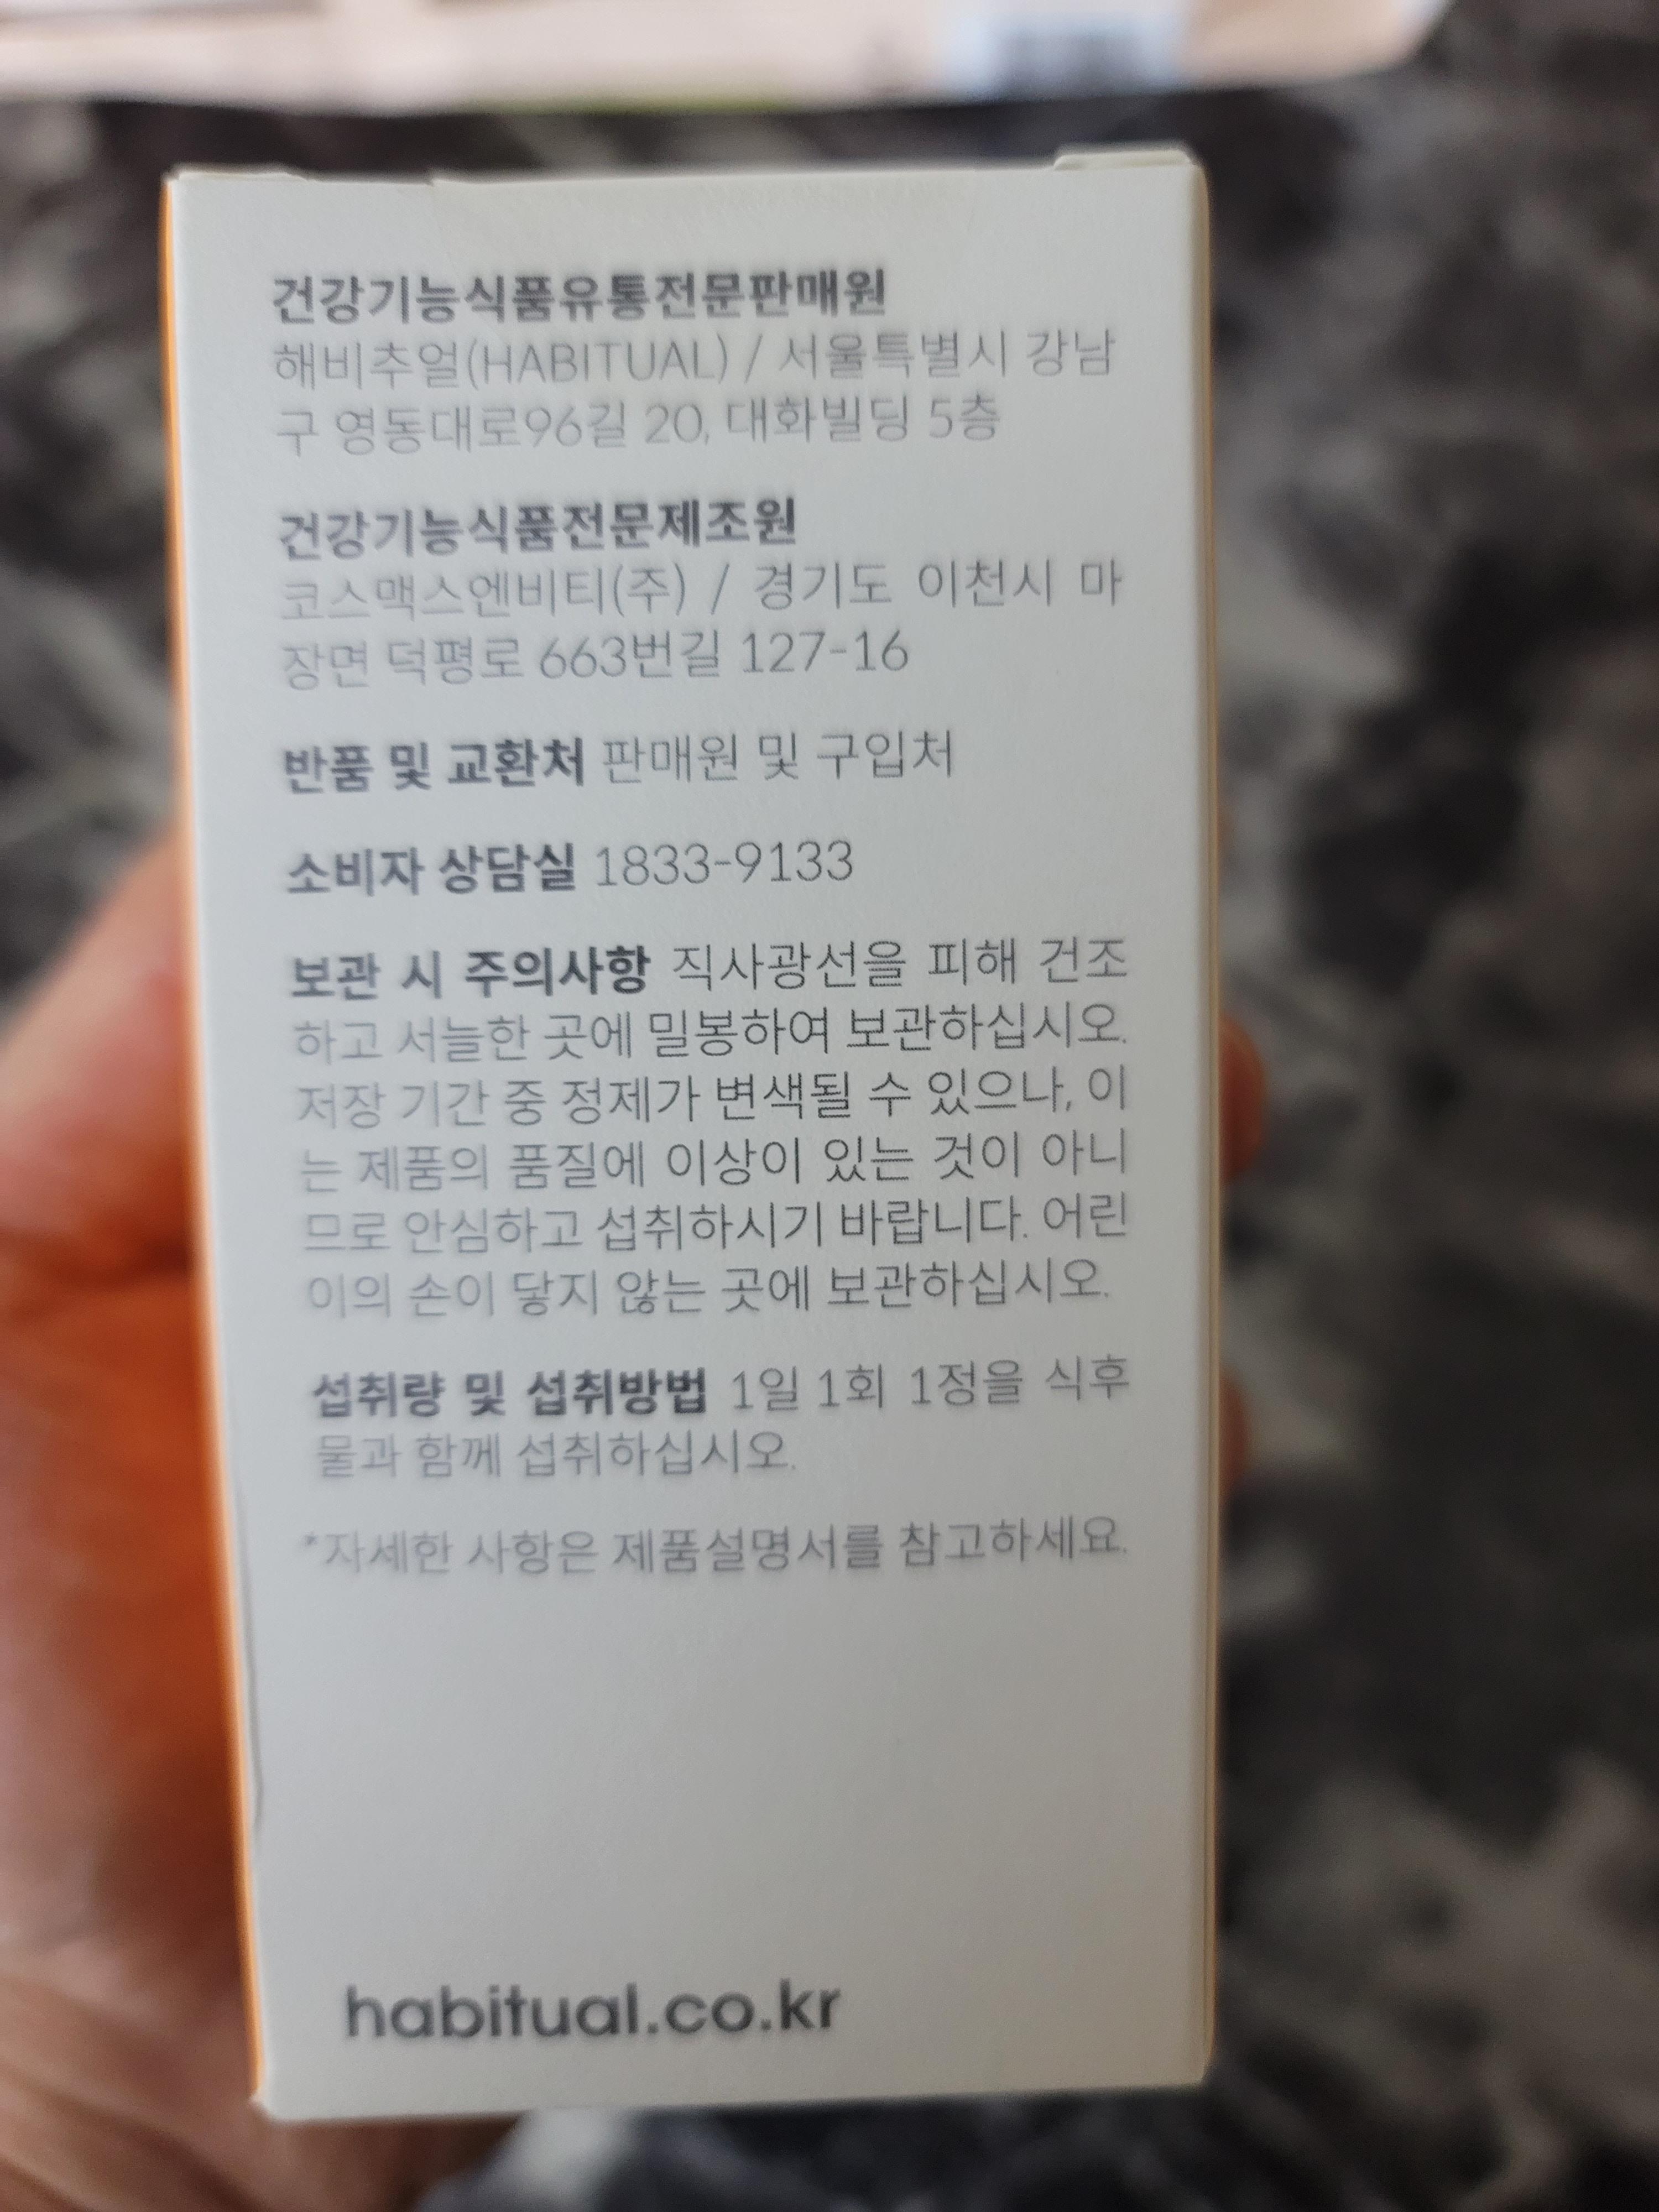 건강기능식품유통전문판매원
해비추얼(HABITUAL) / 서울특별시 강남
구 영동대로96길 20, 대화빌딩 5층
건강기능식품전문제조원
코스맥스엔비티(주) / 경기도 이천시 마
장면 덕평로 663번길 127-16
반품 및 교환처 판매원 및 구입처
소비자 상담실 1833-9133
보관 시 주의사항 직사광선을 피해 건조
하고 서늘한 곳에 밀봉하여 보관하십시오.
저장 기간 중 정제가 변색될 수 있으나, 이
는 제품의 품질에 이상이 있는 것이 아니
므로 안심하고 섭취하시기 바랍니다. 어린
이의 손이 닿지 않는 곳에 보관하십시오.
섭취량 및 섭취방법 1일 1회 1정을 식후
물과 함께 섭취하십시오.
*자세한 사항은 제품설명서를 참고하세요.
habitual.co.kr